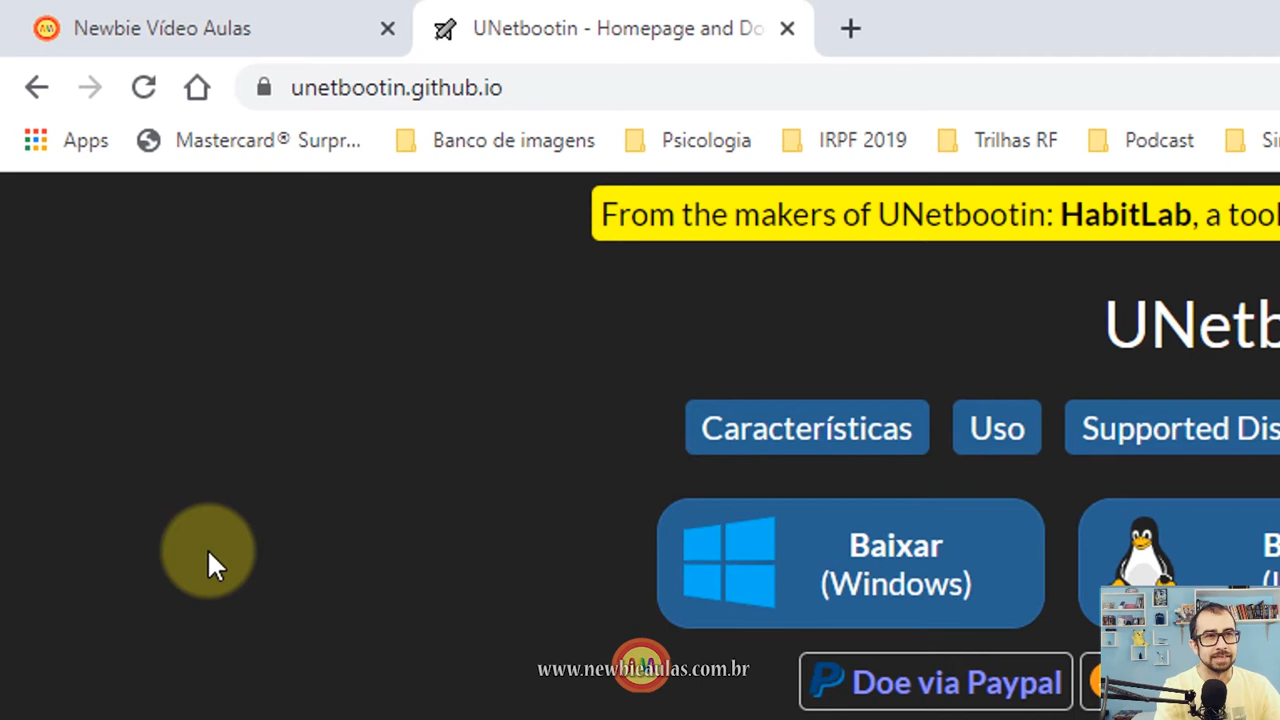 Newbie Vídeo Aulas
UNetbootin - Homepage and Do
unetbootin.github.io
Apps
Mastercard® Surpr...
Banco de imagens
Psicologia
IRPF 2019
Trilhas RF
Podcast
From the makers of UNetbootin: HabitLab, a tool
UNetb
Características
Uso
Supported Dis
Baixar
(Windows)
www.newbieaulas.com.br
Doe via Paypal